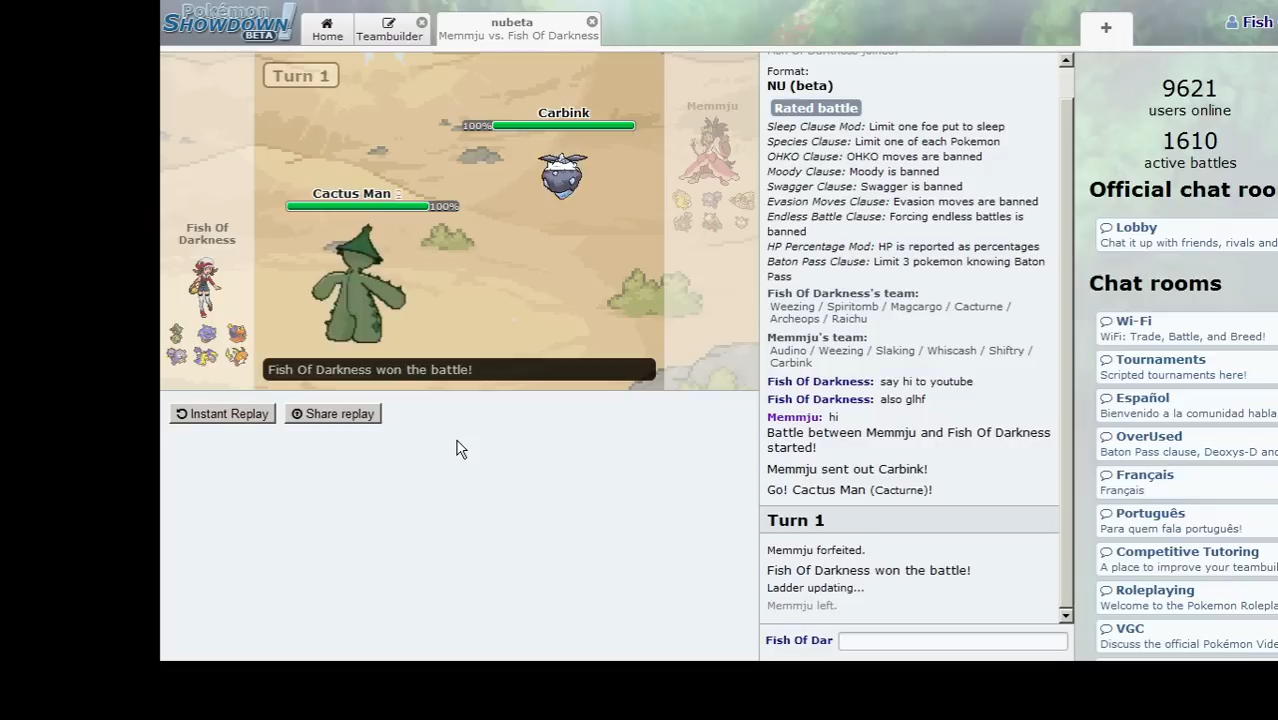 Pokémon
SHOWDOWN!
BETA
Home
Teambuilder
nubeta
Memmju vs. Fish Of Darkness
+
Fish
Turn 1
Carbink
100%
Cactus Man
100%
Fish Of
Darkness
Memmju
Fish Of Darkness won the battle!
Instant Replay
Share replay
Fish Of Darkness joined.
Format:
NU (beta)
Rated battle
Sleep Clause Mod: Limit one foe put to sleep
Species Clause: Limit one of each Pokemon
OHKO Clause: OHKO moves are banned
Moody Clause: Moody is banned
Swagger Clause: Swagger is banned
Evasion Moves Clause: Evasion moves are banned
Endless Battle Clause: Forcing endless battles is
banned
HP Percentage Mod: HP is reported as percentages
Baton Pass Clause: Limit 3 pokemon knowing Baton
Pass
Fish Of Darkness's team:
Weezing / Spiritomb / Magcargo / Cacturne /
Archeops / Raichu
Memmju's team:
Audino / Weezing / Slaking / Whiscash / Shiftry /
Carbink
Fish Of Darkness: say hi to youtube
Fish Of Darkness: also glhf
Memmju: hi
Battle between Memmju and Fish Of Darkness
started!
Memmju sent out Carbink!
Go! Cactus Man (Cacturne)!
Turn 1
Memmju forfeited.
Fish Of Darkness won the battle!
Ladder updating...
Memmju left.
Fish Of Dar
9621
users online
1610
active battles
Official chat roo
Lobby
Chat it up with friends, rivals and
Chat rooms
Wi-Fi
WiFi: Trade, Battle, and Breed!
Tournaments
Scripted tournaments here!
Español
Bienvenido a la comunidad habla
OverUsed
Baton Pass clause, Deoxys-D and
Français
Français
Português
Para quem fala português!
Competitive Tutoring
A place to improve your teambuil
Roleplaying
Welcome to the Pokemon Rolepla
VGC
Discuss the official Pokémon Vide